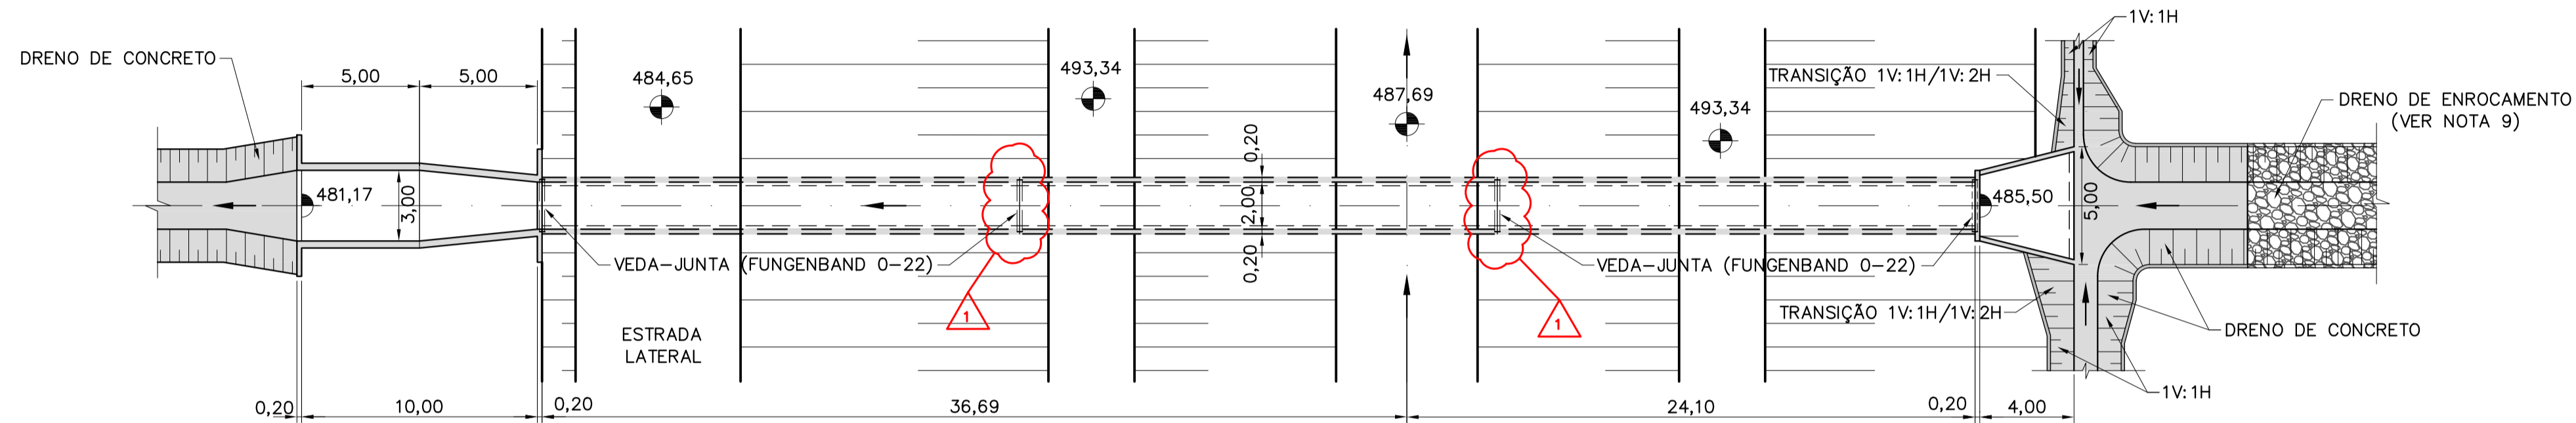 1V:1H
DRENO DE CONCRETO
5,00
5,00
484,65
493,34
487,69
493,34
TRANSIÇÃO 1V:1H/1V:2H
DRENO DE ENROCAMENTO
(VER NOTA 9)
0,20
2,00
0,20
481,17
3,00
485,50
5,00
VEDA-JUNTA (FUNGENBAND O-22)
VEDA-JUNTA (FUNGENBAND O-22)
1
1
TRANSIÇÃO 1V:1H/1V:2H
DRENO DE CONCRETO
ESTRADA
LATERAL
1V:1H
0,20
10,00
0,20
36,69
24,10
0,20
4,00